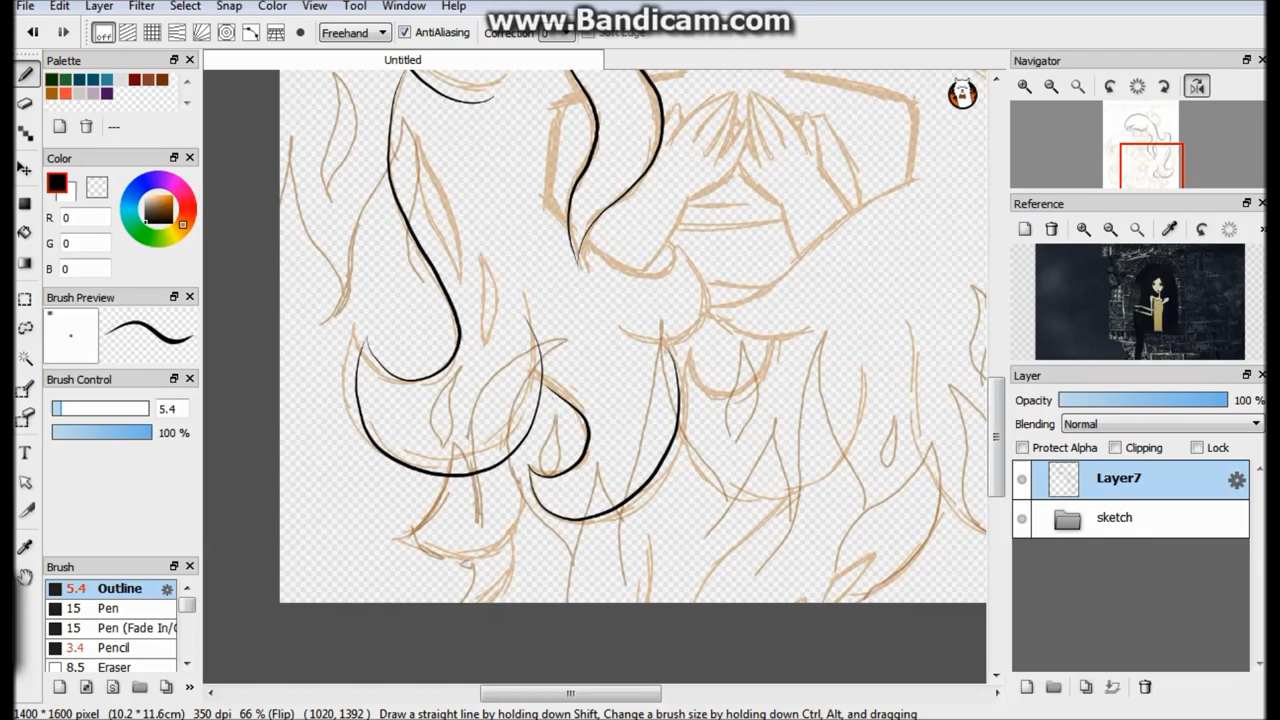 File Edit Layer Filter Select Snap Color View Tool Window Help
www.Bandicam.com
off Freehand AntiAliasing Correction 0 Soft Edge
Palette
Untitled
Navigator
---
Color
R 0
G 0
B 0
Reference
Brush Preview
*
Brush Control
5.4
100 %
Layer
Opacity 100 %
Blending Normal
Protect Alpha Clipping Lock
Layer7
sketch
Brush
5.4 Outline
15 Pen
15 Pen (Fade In/O
3.4 Pencil
8.5 Eraser
1400 * 1600 pixel (10.2 * 11.6cm) 350 dpi 66 % (Flip) (1020, 1392) Draw a straight line by holding down Shift, Change a brush size by holding down Ctrl, Alt, and dragging